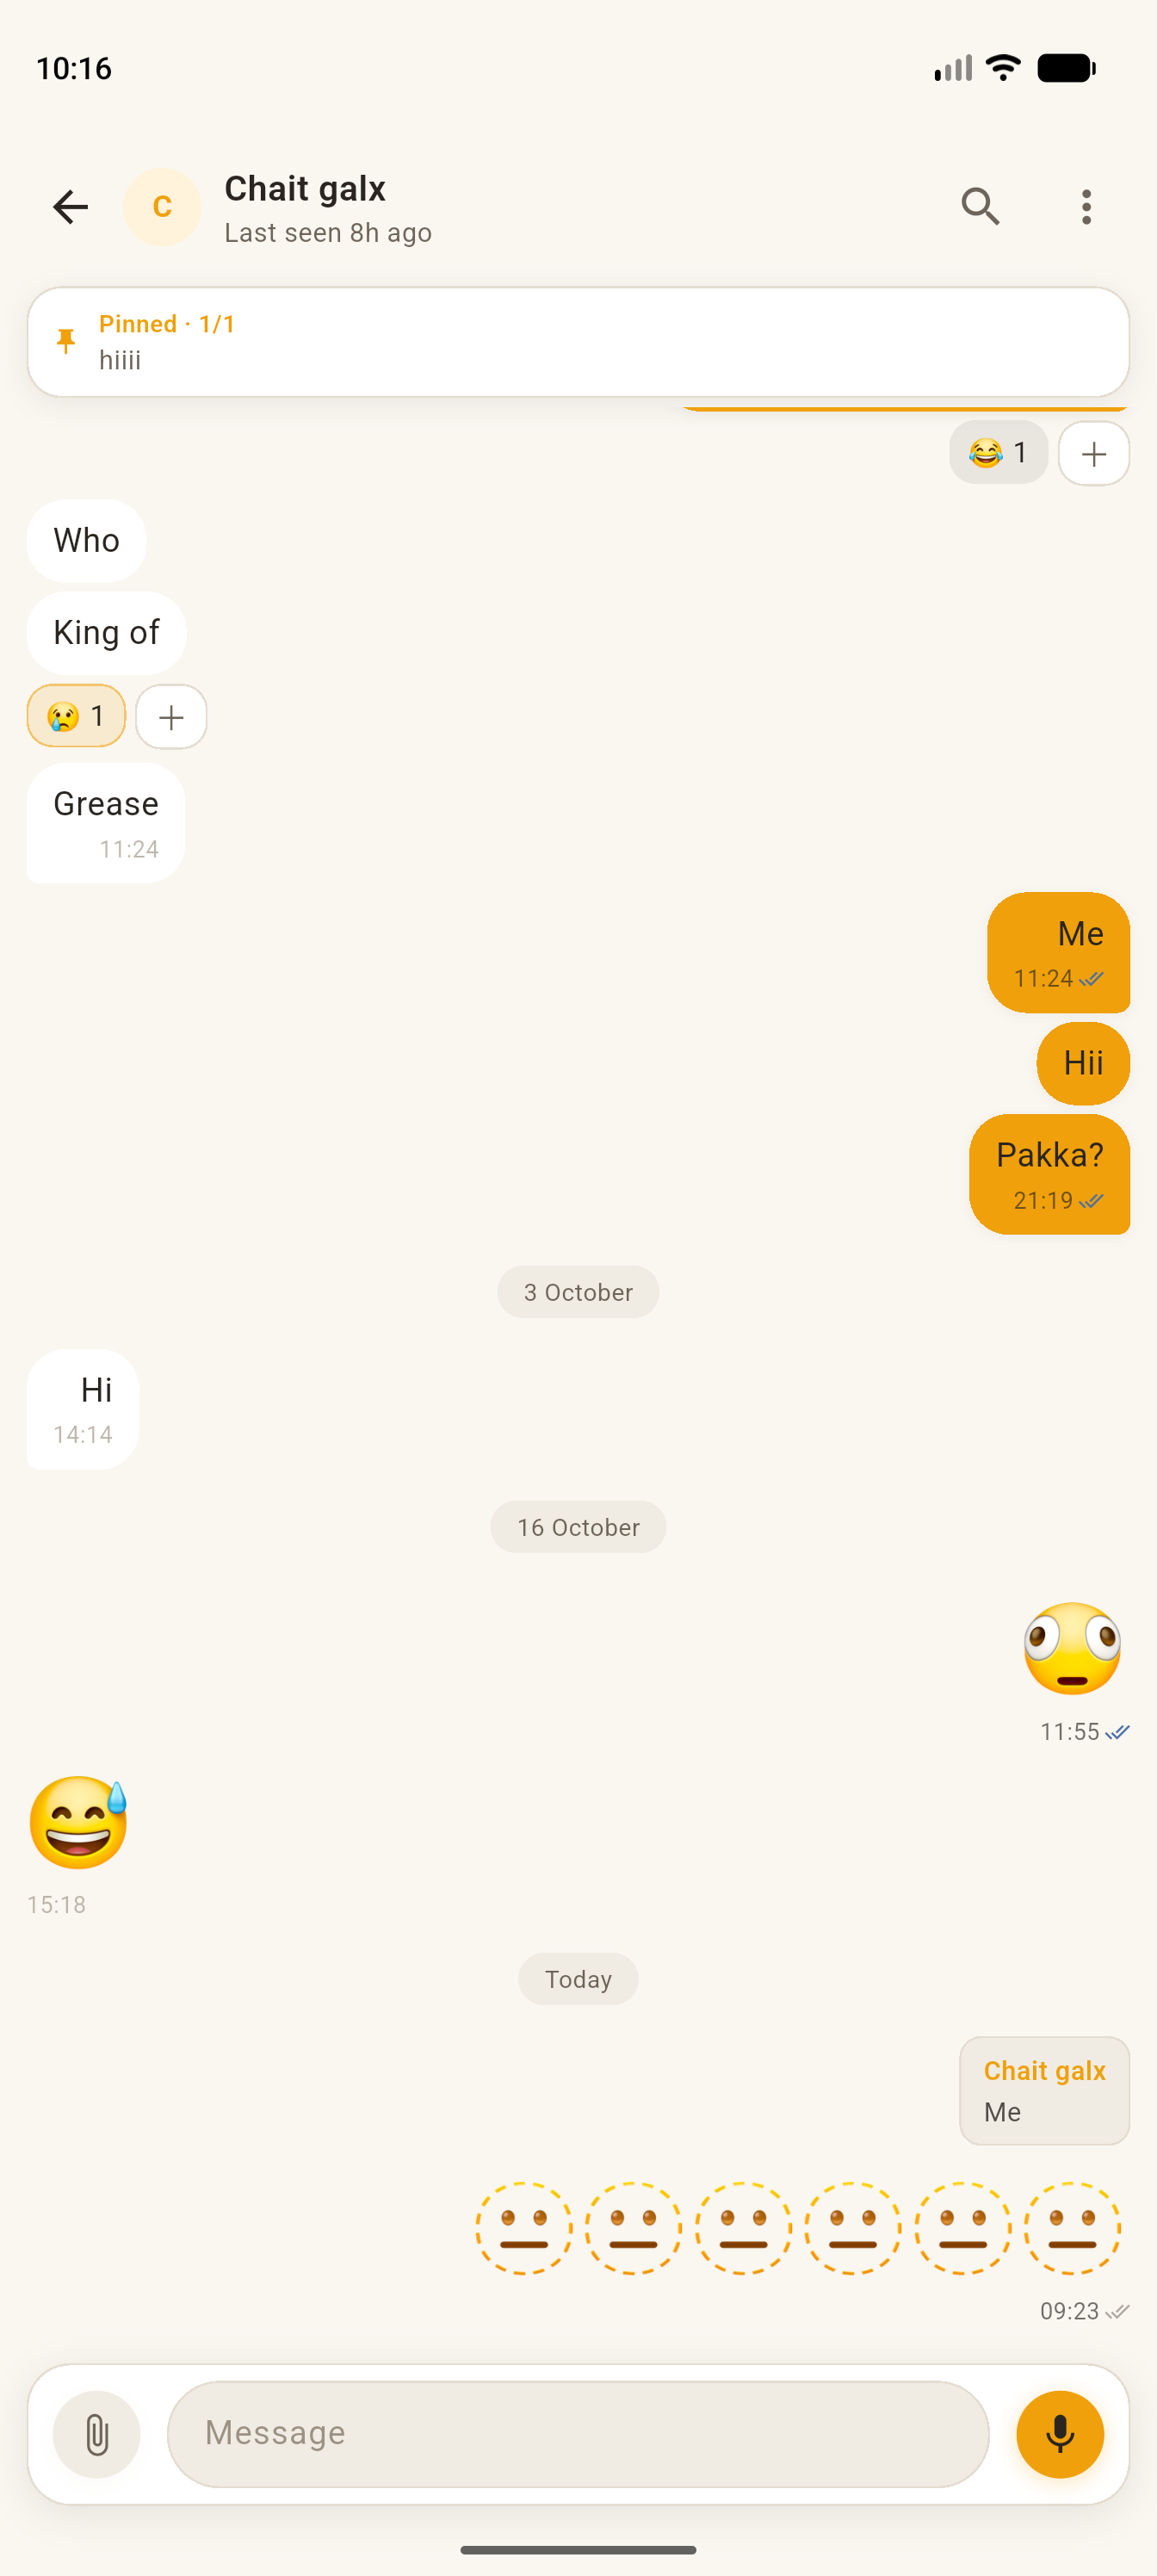 10:16
C
Chait galx
Last seen 8h ago
Pinned · 1/1
hiiii
😂 1
Who
King of
😢 1
Grease
11:24
Me
11:24
Hii
Pakka?
21:19
3 October
Hi
14:14
16 October
11:55
😅
15:18
Today
Chait galx
Me
🫥🫥🫥🫥🫥🫥
09:23
Message